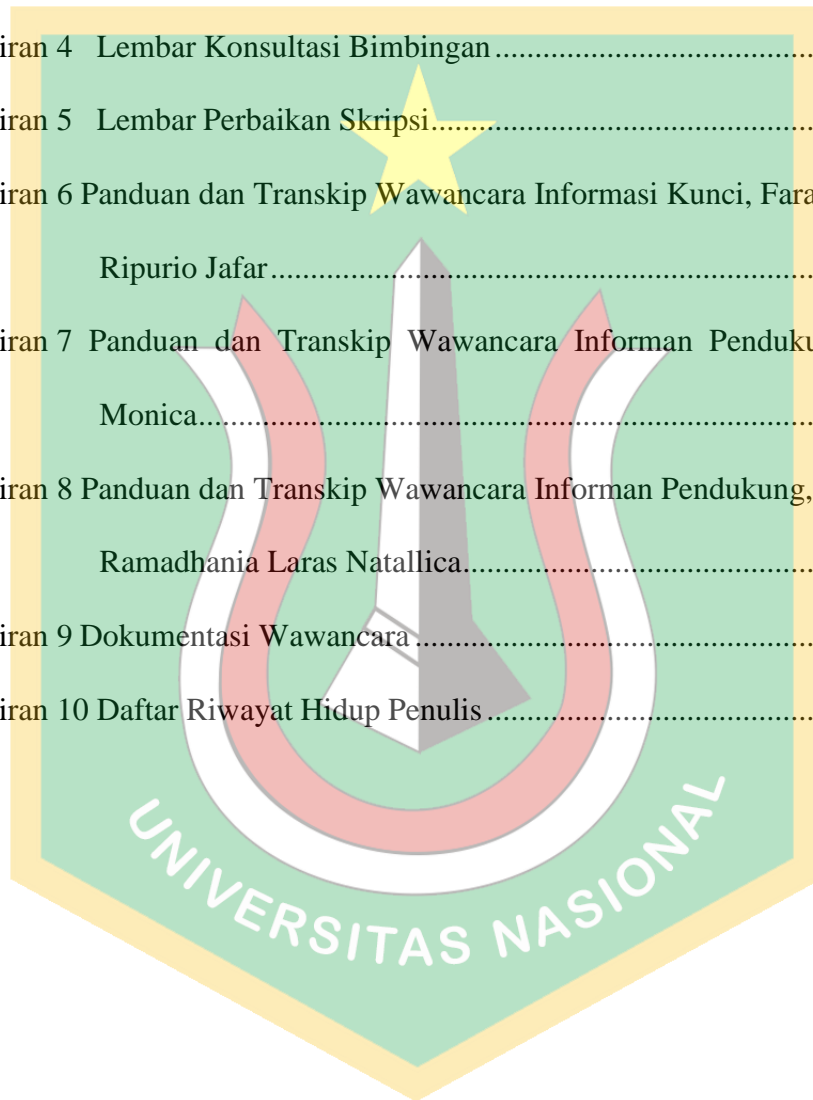 iran 4 Lembar Konsultasi Bimbingan.......................................
iran 5 Lembar Perbaikan Skripsi...............................................
iran 6 Panduan dan Transkip Wawancara Informasi Kunci, Fara
Ripurio Jafar...................................................................
iran 7 Panduan dan Transkip Wawancara Informan Penduku
Monica............................................................................
iran 8 Panduan dan Transkip Wawancara Informan Pendukung,
Ramadhania Laras Natallica...........................................
iran 9 Dokumentasi Wawancara.................................................
iran 10 Daftar Riwayat Hidup Penulis........................................
UNIVERSITAS NASIONAL